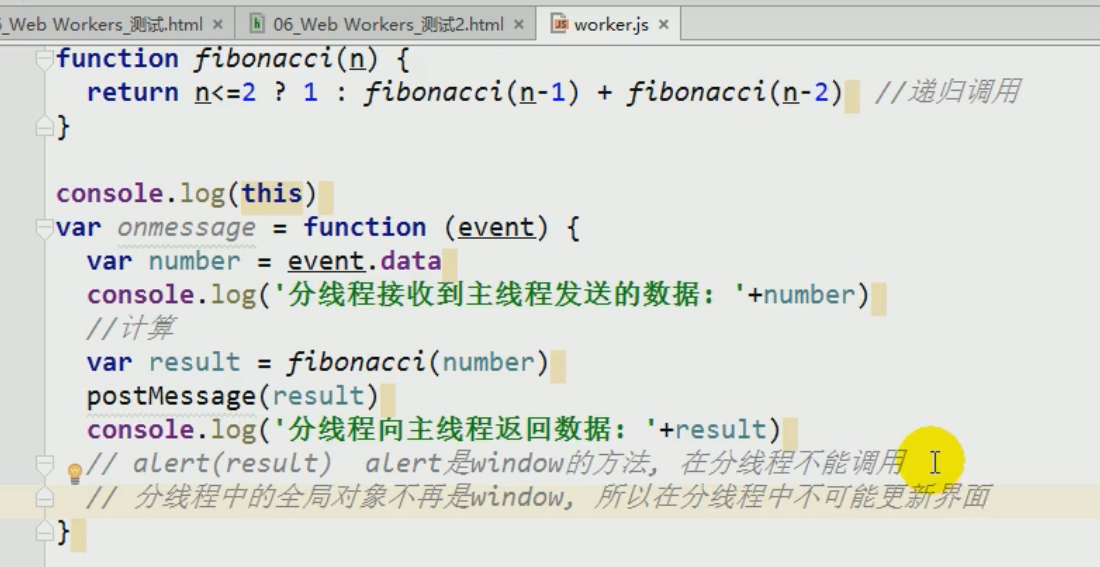 _Web Workers_测试.html × 06_Web Workers_测试2.html × worker.js ×
function fibonacci(n) {
return n<=2 ? 1 : fibonacci(n-1) + fibonacci(n-2) //递归调用
}
console.log(this)
var onmessage = function (event) {
var number = event.data
console.log('分线程接收到主线程发送的数据: '+number)
//计算
var result = fibonacci(number)
postMessage(result)
console.log('分线程向主线程返回数据: '+result)
// alert(result) alert是window的方法, 在分线程不能调用
// 分线程中的全局对象不再是window, 所以在分线程中不可能更新界面
}